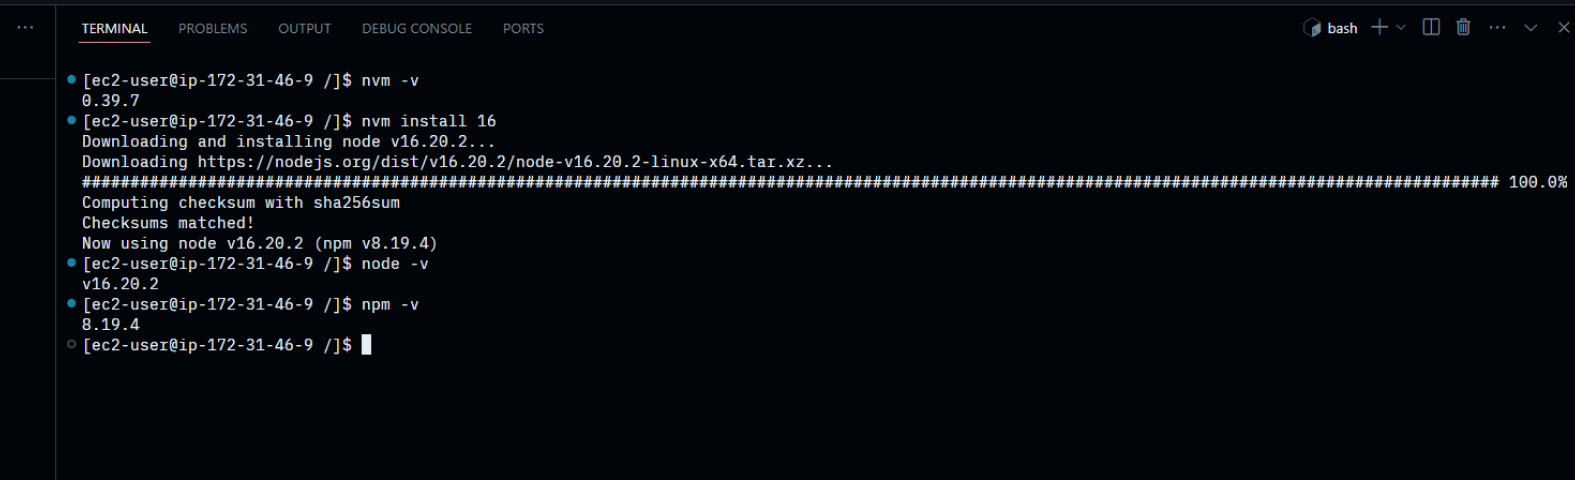 TERMINAL PROBLEMS OUTPUT DEBUG CONSOLE PORTS bash
[ec2-user@ip-172-31-46-9 /]$ nvm -v
0.39.7
[ec2-user@ip-172-31-46-9 /]$ nvm install 16
Downloading and installing node v16.20.2...
Downloading https://nodejs.org/dist/v16.20.2/node-v16.20.2-linux-x64.tar.xz...
################################################################################################################################################### 100.0%
Computing checksum with sha256sum
Checksums matched!
Now using node v16.20.2 (npm v8.19.4)
[ec2-user@ip-172-31-46-9 /]$ node -v
v16.20.2
[ec2-user@ip-172-31-46-9 /]$ npm -v
8.19.4
[ec2-user@ip-172-31-46-9 /]$